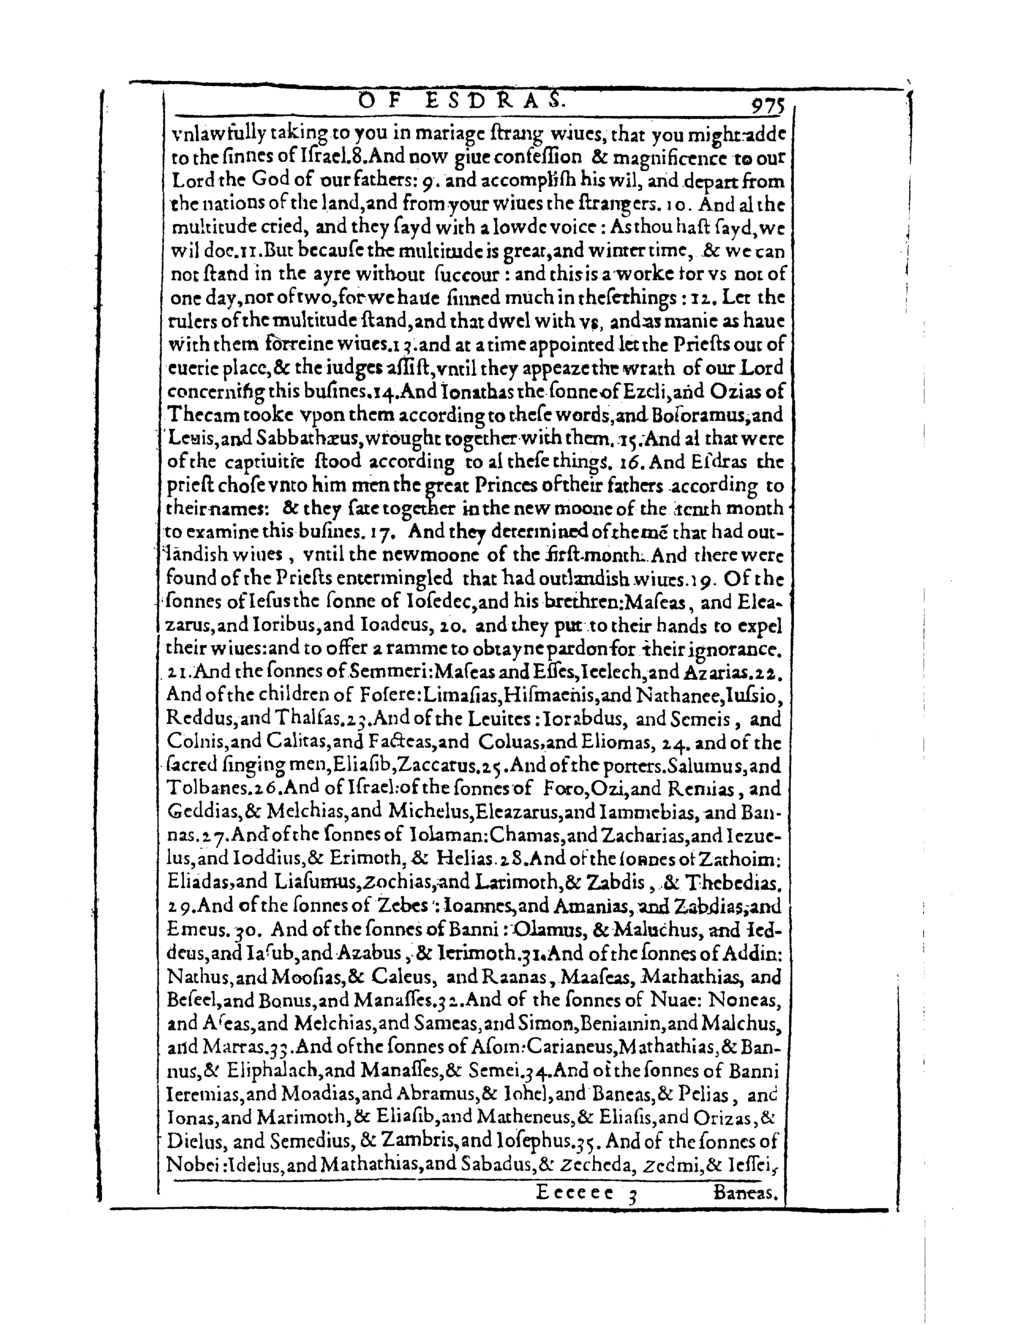 OF ESDRAS. 975
vnlawfully taking to you in mariage ſtrang wiues, that you might adde
to the ſinnes of Iſrael.8.And now giue confeſſion & magnificence to our
Lord the God of our fathers: 9. and accompliſh his wil, and depart from
the nations of the land,and from your wiues the ſtrangers. 10. And al the
multitude cried, and they ſayd with a lowde voice : As thou haſt ſayd,we
wil doe.11.But becauſe the multitude is great,and winter time, & we can
not ſtand in the ayre without ſuccour : and this is a worke for vs not of
one day,nor of two,for we haue ſinned much in theſe things : 12. Let the
rulers of the multitude ſtand,and that dwel with vs, and as manie as haue
with them forreine wiues.13.and at a time appointed let the Prieſts out of
euerie place,& the iudges aſſiſt,vntil they appeaze the wrath of our Lord
concerning this buſines.14.And Ionathas the ſonne of Ezeli,and Ozias of
Thecam tooke vpon them according to theſe words,and Boſoramus,and
Leuis,and Sabbathæus,wrought together with them. 15.And al that were
of the captiuitie ſtood according to al theſe things. 16. And Eſdras the
prieſt choſe vnto him men the great Princes of their fathers according to
their names: & they ſate together in the new moone of the tenth month
to examine this buſines. 17. And they determined of the mē that had out-
landish wiues , vntil the newmoone of the firſt month. And there were
found of the Prieſts entermingled that had outlandish wiues.19. Of the
ſonnes of Ieſus the ſonne of Ioſedec,and his brethren:Maſeas, and Elea-
zarus,and Ioribus,and Ioadeus, 20. and they put to their hands to expel
their wiues:and to offer a ramme to obtayne pardon for their ignorance.
21.And the ſonnes of Semmeri:Maſeas and Eſſes,Ieelech,and Azarias.22.
And of the children of Foſere:Limaſias,Hiſmaenis,and Nathanee,Iuſsio,
Reddus,and Thalſas.23.And of the Leuites : Iorabdus, and Semeis, and
Colnis,and Calitas,and Facteas,and Coluas,and Eliomas, 24. and of the
ſacred ſinging men,Eliaſib,Zaccarus.25.And of the porters.Salumus,and
Tolbanes.26.And of Iſrael:of the ſonnes of Foro,Ozi,and Remias, and
Geddias,& Melchias,and Michelus,Eleazarus,and Iammebias, and Ban-
nas.27.And of the ſonnes of Iolaman:Chamas,and Zacharias,and Iezue-
lus,and Ioddius,& Erimoth, & Helias.28.And of the ſonnes of Zathoim:
Eliadas,and Liaſumus,Zochias,and Larimoth,& Zabdis, & Thebedias.
29.And of the ſonnes of Zebes : Ioannes,and Amanias, and Zabdias,and
Emeus. 30. And of the ſonnes of Banni : Olamus, & Maluchus, and Ied-
deus,and Iaſub,and Azabus, & Ierimoth.31.And of the ſonnes of Addin:
Nathus,and Mooſias,& Caleus, and Raanas, Maaſeas, Mathathias, and
Beſeel,and Bonus,and Manaſſes.32.And of the ſonnes of Nuae: Noneas,
and Aſeas,and Melchias,and Sameas,and Simon,Beniamin,and Malchus,
and Marras.33.And of the ſonnes of Aſom:Carianeus,Mathathias,& Ban-
nus,& Eliphalach,and Manaſſes,& Semei.34.And of the ſonnes of Banni
Ieremias,and Moadias,and Abramus,& Iohel,and Baneas,& Pelias, and
Ionas,and Marimoth,& Eliaſib,and Matheneus,& Eliaſis,and Orizas,&
Dielus, and Semedius, & Zambris,and Ioſephus.35. And of the ſonnes of
Nobei :Idelus,and Mathathias,and Sabadus,& Zecheda, Zedmi,& Ieſſei,
Eeeeee 3 Baneas.